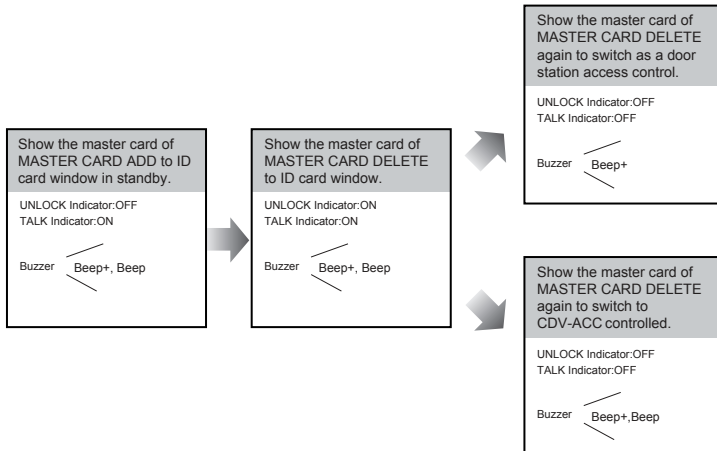 Show the master card of
MASTER CARD ADD to ID
card window in standby.
UNLOCK Indicator:OFF
TALK Indicator:ON
Buzzer Beep+, Beep
Show the master card of
MASTER CARD DELETE
to ID card window.
UNLOCK Indicator:ON
TALK Indicator:ON
Buzzer Beep+, Beep
Show the master card of
MASTER CARD DELETE
again to switch as a door
station access control.
UNLOCK Indicator:OFF
TALK Indicator:OFF
Buzzer Beep+
Show the master card of
MASTER CARD DELETE
again to switch to
CDV-ACC controlled.
UNLOCK Indicator:OFF
TALK Indicator:OFF
Buzzer Beep+,Beep